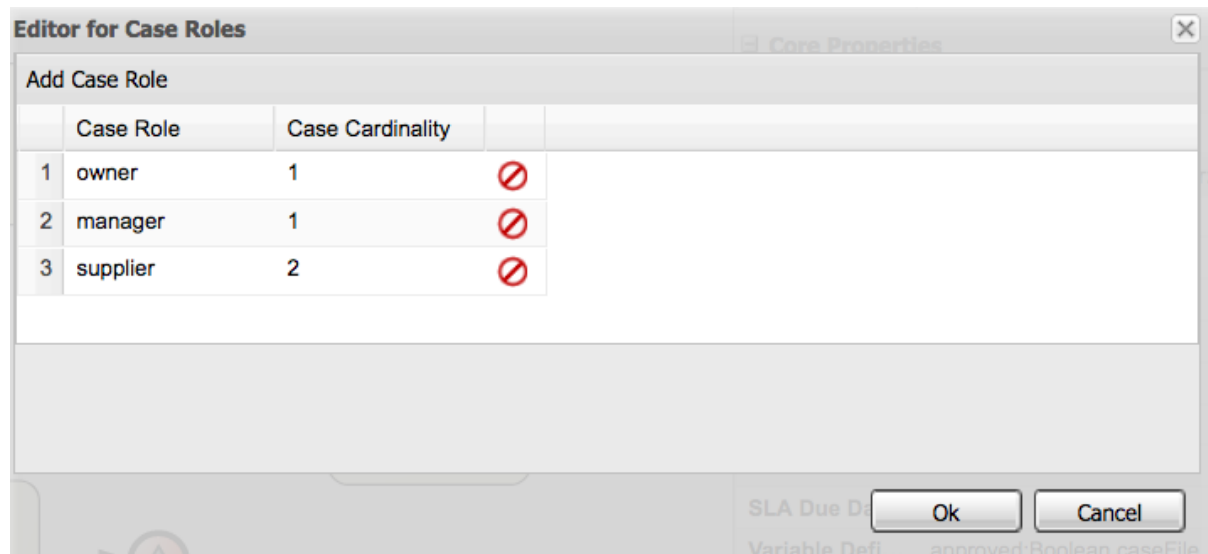 Editor for Case Roles
Core Properties
Add Case Role
Case Role Case Cardinality
1 owner 1
2 manager 1
3 supplier 2
SLA Due Da
Ok Cancel
Variable Defi approved:Boolean,caseFile